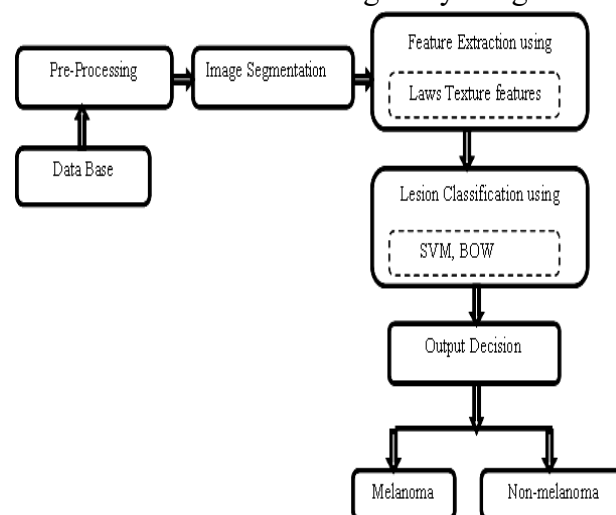 Pre-Processing
Image Segmentation
Feature Extraction using
Laws Texture features
Data Base
Lesion Classification using
SVM, BOW
Output Decision
Melanoma
Non-melanoma